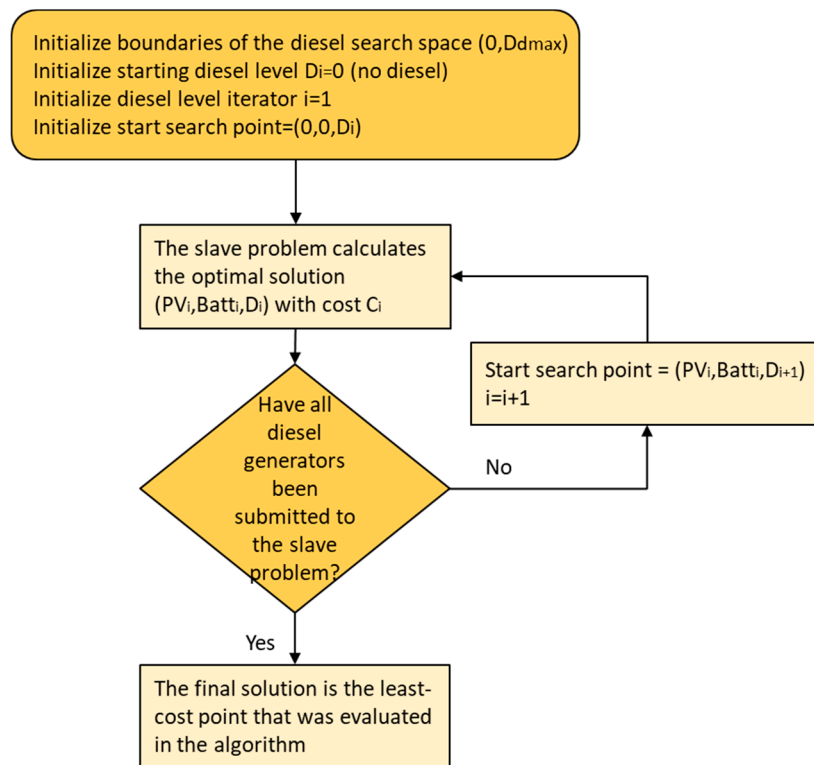 Initialize boundaries of the diesel search space (0,Ddmax)
Initialize starting diesel level Di=0 (no diesel)
Initialize diesel level iterator i=1
Initialize start search point=(0,0,Di)
The slave problem calculates
the optimal solution
(PVi,Batti,Di) with cost Ci
Start search point = (PVi,Batti,Di+1)
i=i+1
Have all
diesel
generators
been
submitted to
the slave
problem?
No
Yes
The final solution is the least-
cost point that was evaluated
in the algorithm